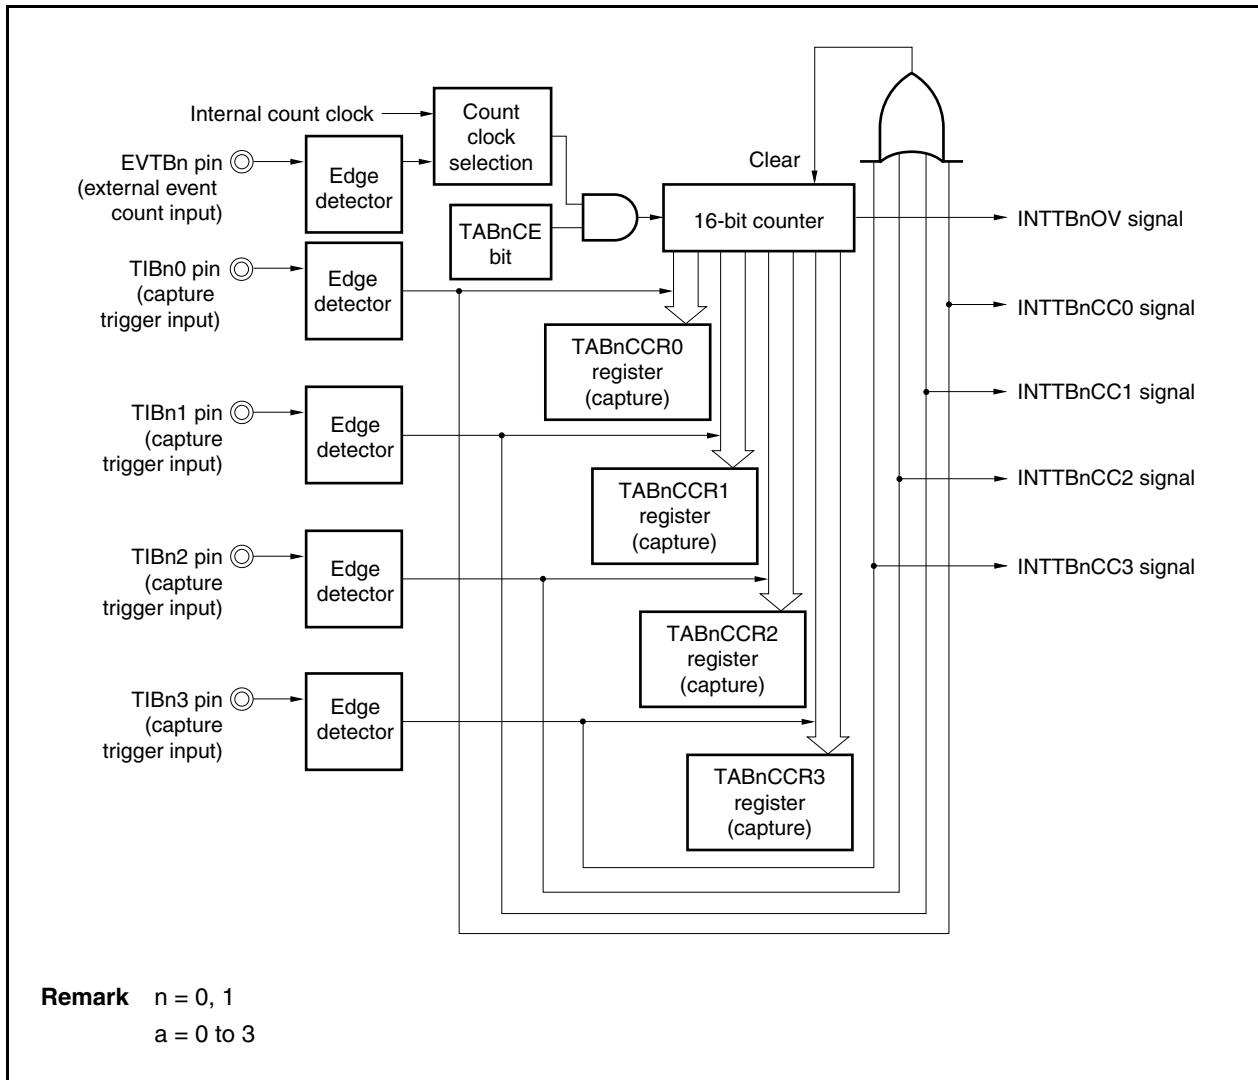 Internal count clock
Count
clock
selection
EVTBn pin
(external event
count input)
Edge
detector
Clear
TABnCE
bit
16-bit counter
INTTBnOV signal
TIBn0 pin
(capture
trigger input)
Edge
detector
INTTBnCC0 signal
TABnCCR0
register
(capture)
TIBn1 pin
(capture
trigger input)
Edge
detector
INTTBnCC1 signal
TABnCCR1
register
(capture)
INTTBnCC2 signal
TIBn2 pin
(capture
trigger input)
Edge
detector
INTTBnCC3 signal
TABnCCR2
register
(capture)
TIBn3 pin
(capture
trigger input)
Edge
detector
TABnCCR3
register
(capture)
Remark n = 0, 1
a = 0 to 3